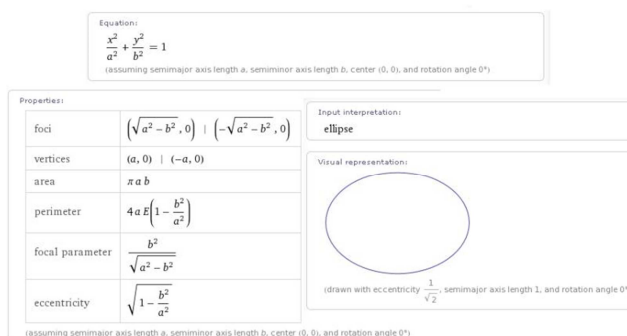 Equation:
x²/a² + y²/b² = 1
(assuming semimajor axis length a, semiminor axis length b, center (0, 0), and rotation angle 0°)
Properties:
foci (√(a² − b²), 0) | (−√(a² − b²), 0)
vertices (a, 0) | (−a, 0)
area π a b
perimeter 4 a E(1 − b²/a²)
focal parameter b²/√(a² − b²)
eccentricity √(1 − b²/a²)
(assuming semimajor axis length a, semiminor axis length b, center (0, 0), and rotation angle 0°)
Input interpretation:
ellipse
Visual representation:
(drawn with eccentricity 1/√2, semimajor axis length 1, and rotation angle 0°